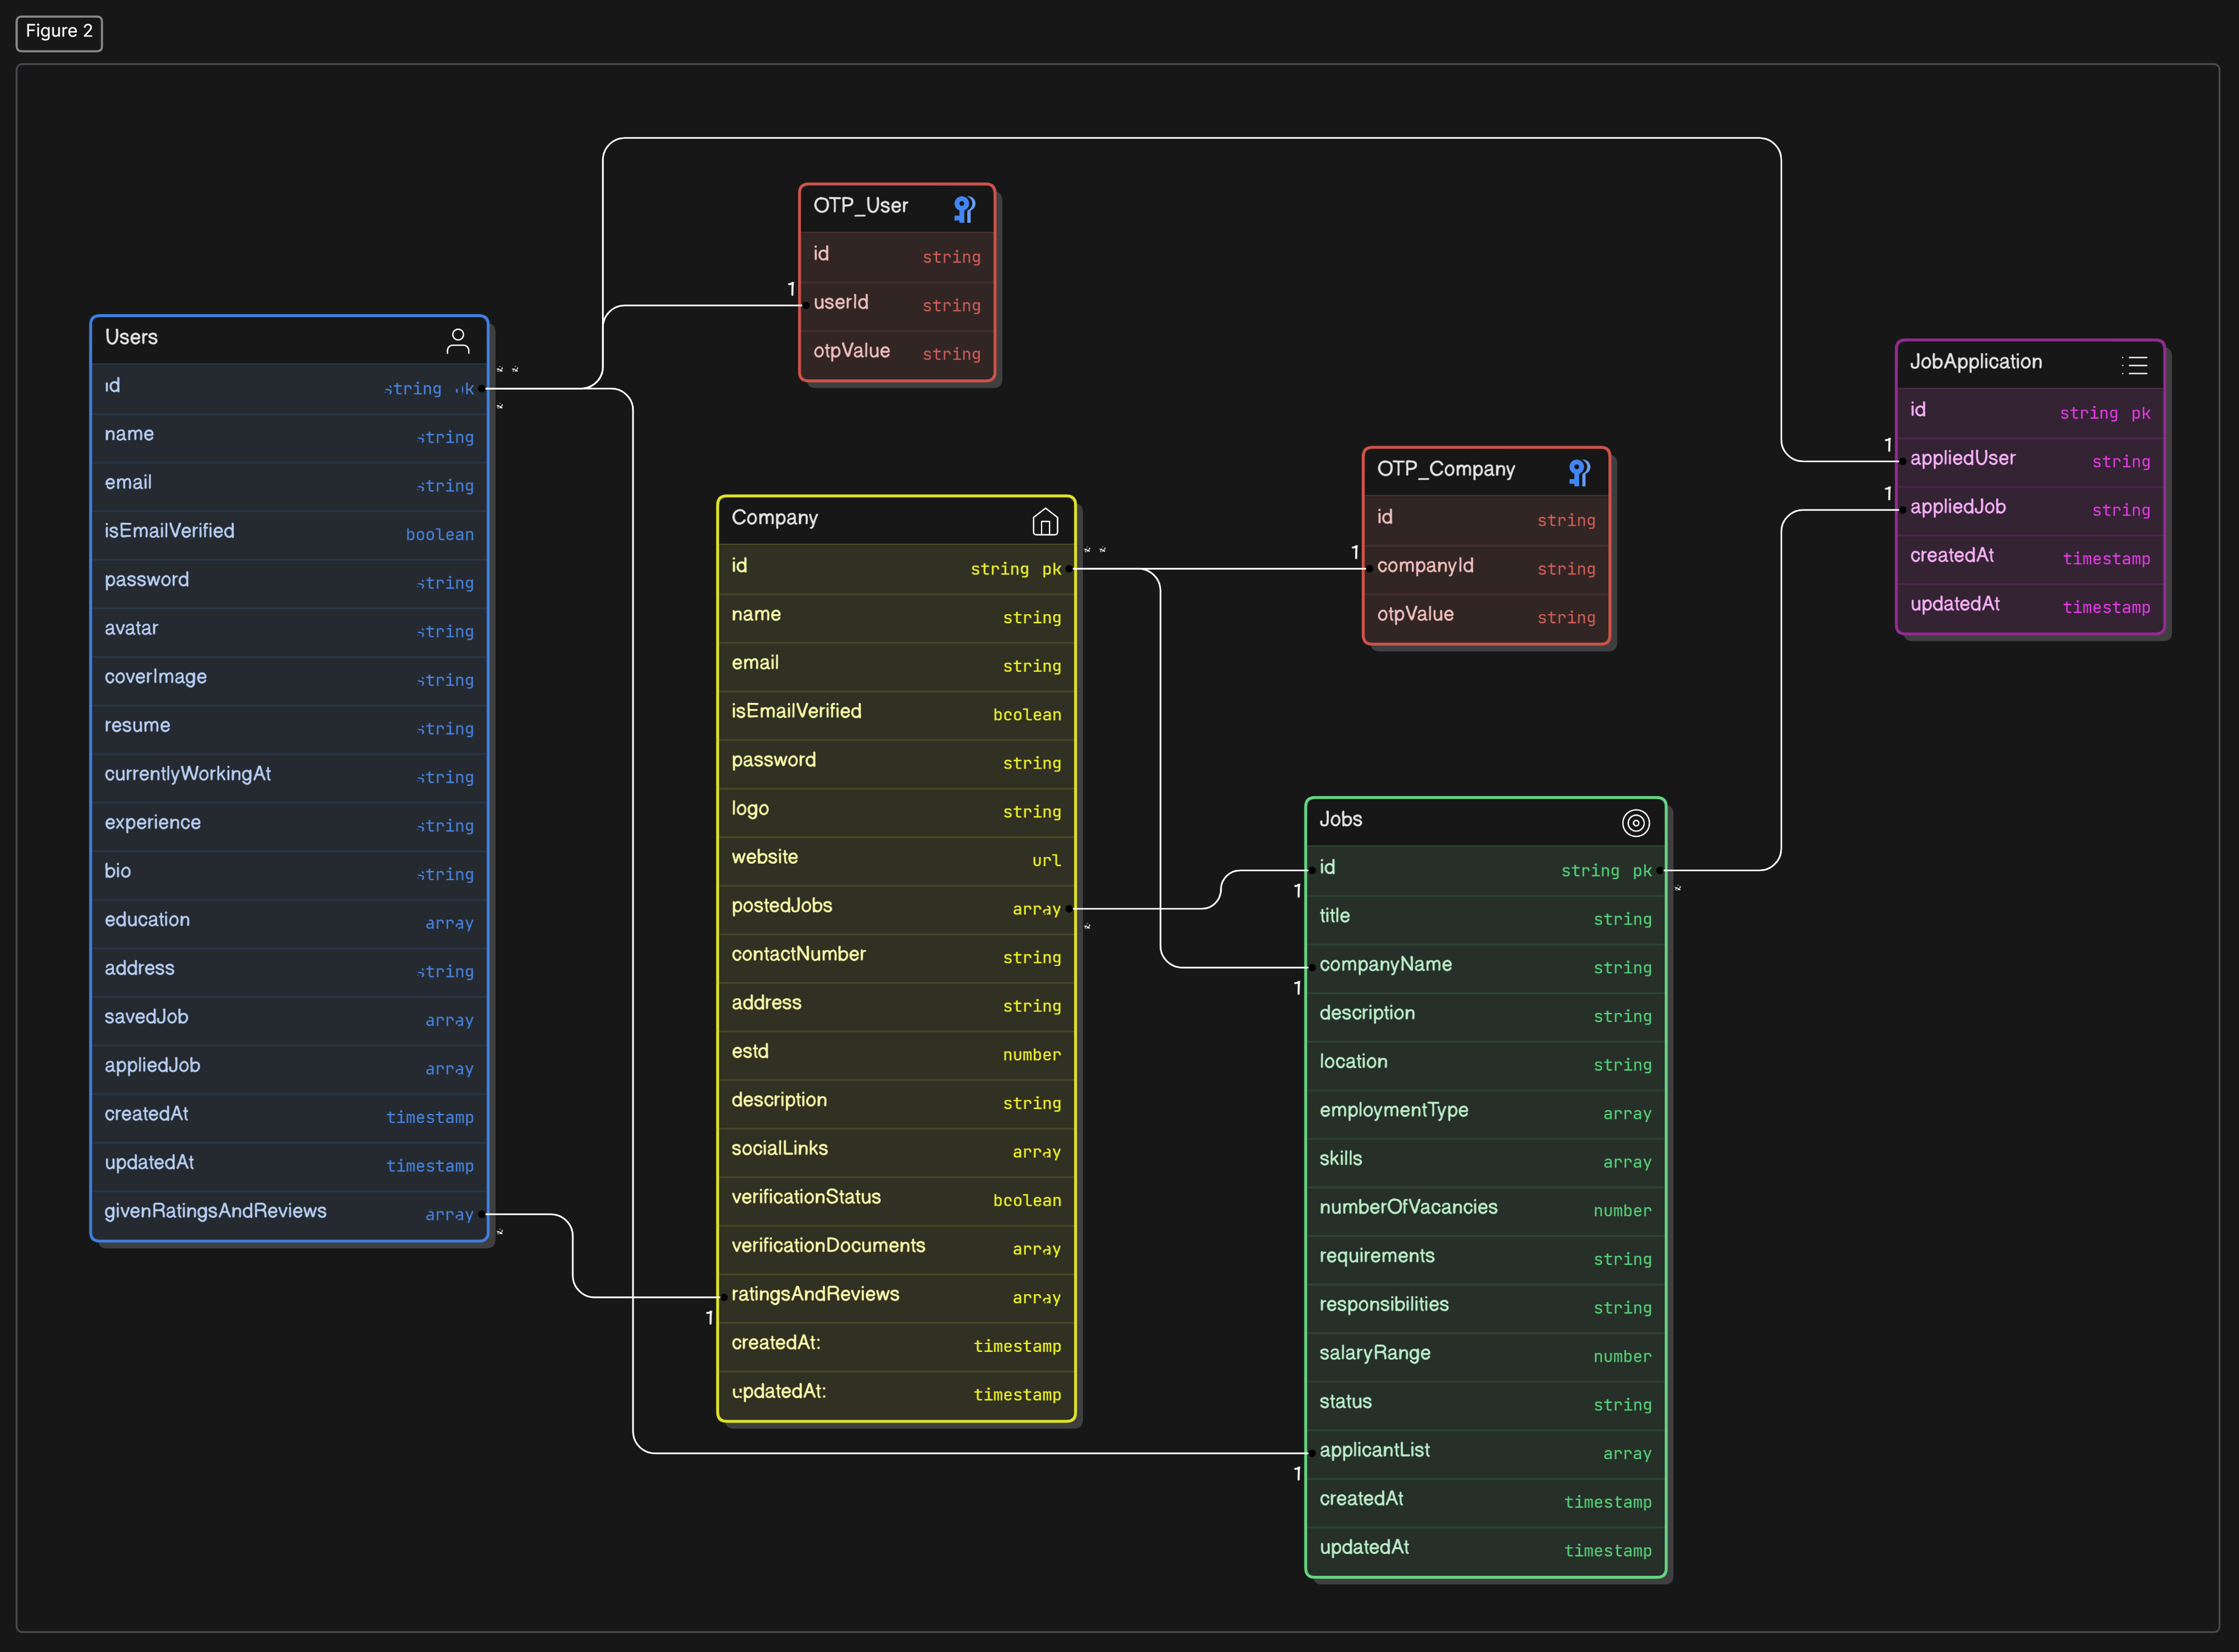 Figure 2
Users
id string pk
name string
email string
isEmailVerified boolean
password string
avatar string
coverImage string
resume string
currentlyWorkingAt string
experience string
bio string
education array
address string
savedJob array
appliedJob array
createdAt timestamp
updatedAt timestamp
givenRatingsAndReviews array
OTP_User
id string
1
userId string
otpValue string
Company
id string pk
name string
email string
isEmailVerified boolean
password string
logo string
website url
postedJobs array
contactNumber string
address string
estd number
description string
socialLinks array
verificationStatus boolean
verificationDocuments array
ratingsAndReviews array
1
createdAt: timestamp
updatedAt: timestamp
OTP_Company
id string
1
companyId string
otpValue string
Jobs
id string pk
1
title string
companyName string
1
description string
location string
employmentType array
skills array
numberOfVacancies number
requirements string
responsibilities string
salaryRange number
status string
applicantList array
1
createdAt timestamp
updatedAt timestamp
JobApplication
id string pk
1
appliedUser string
1
appliedJob string
createdAt timestamp
updatedAt timestamp